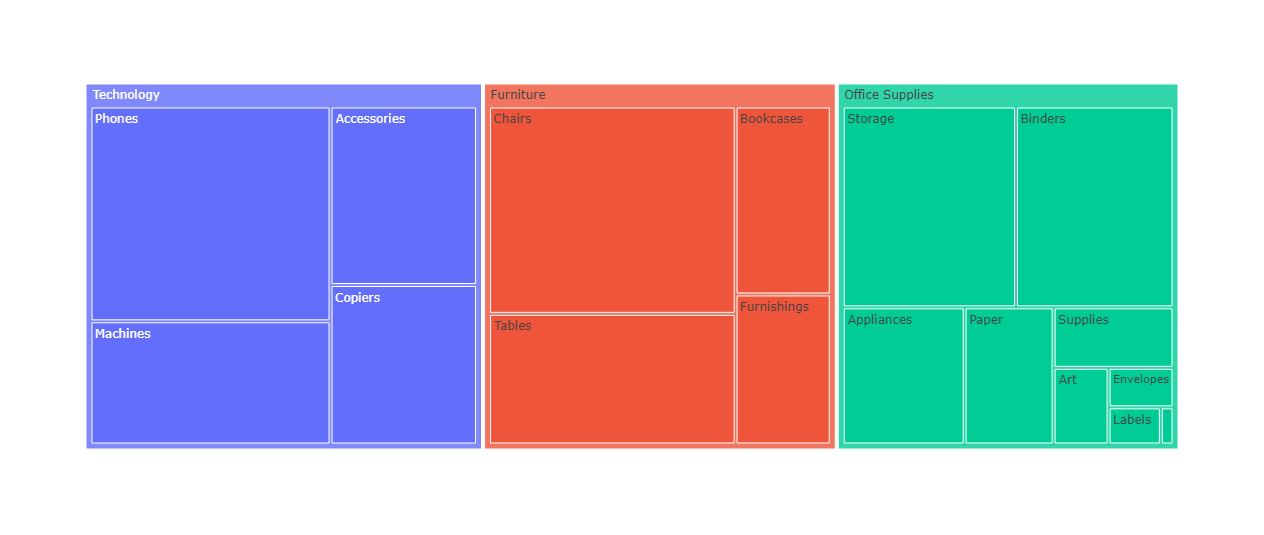 Technology
Phones
Accessories
Machines
Copiers
Furniture
Chairs
Bookcases
Tables
Furnishings
Office Supplies
Storage
Binders
Appliances
Paper
Supplies
Art
Envelopes
Labels